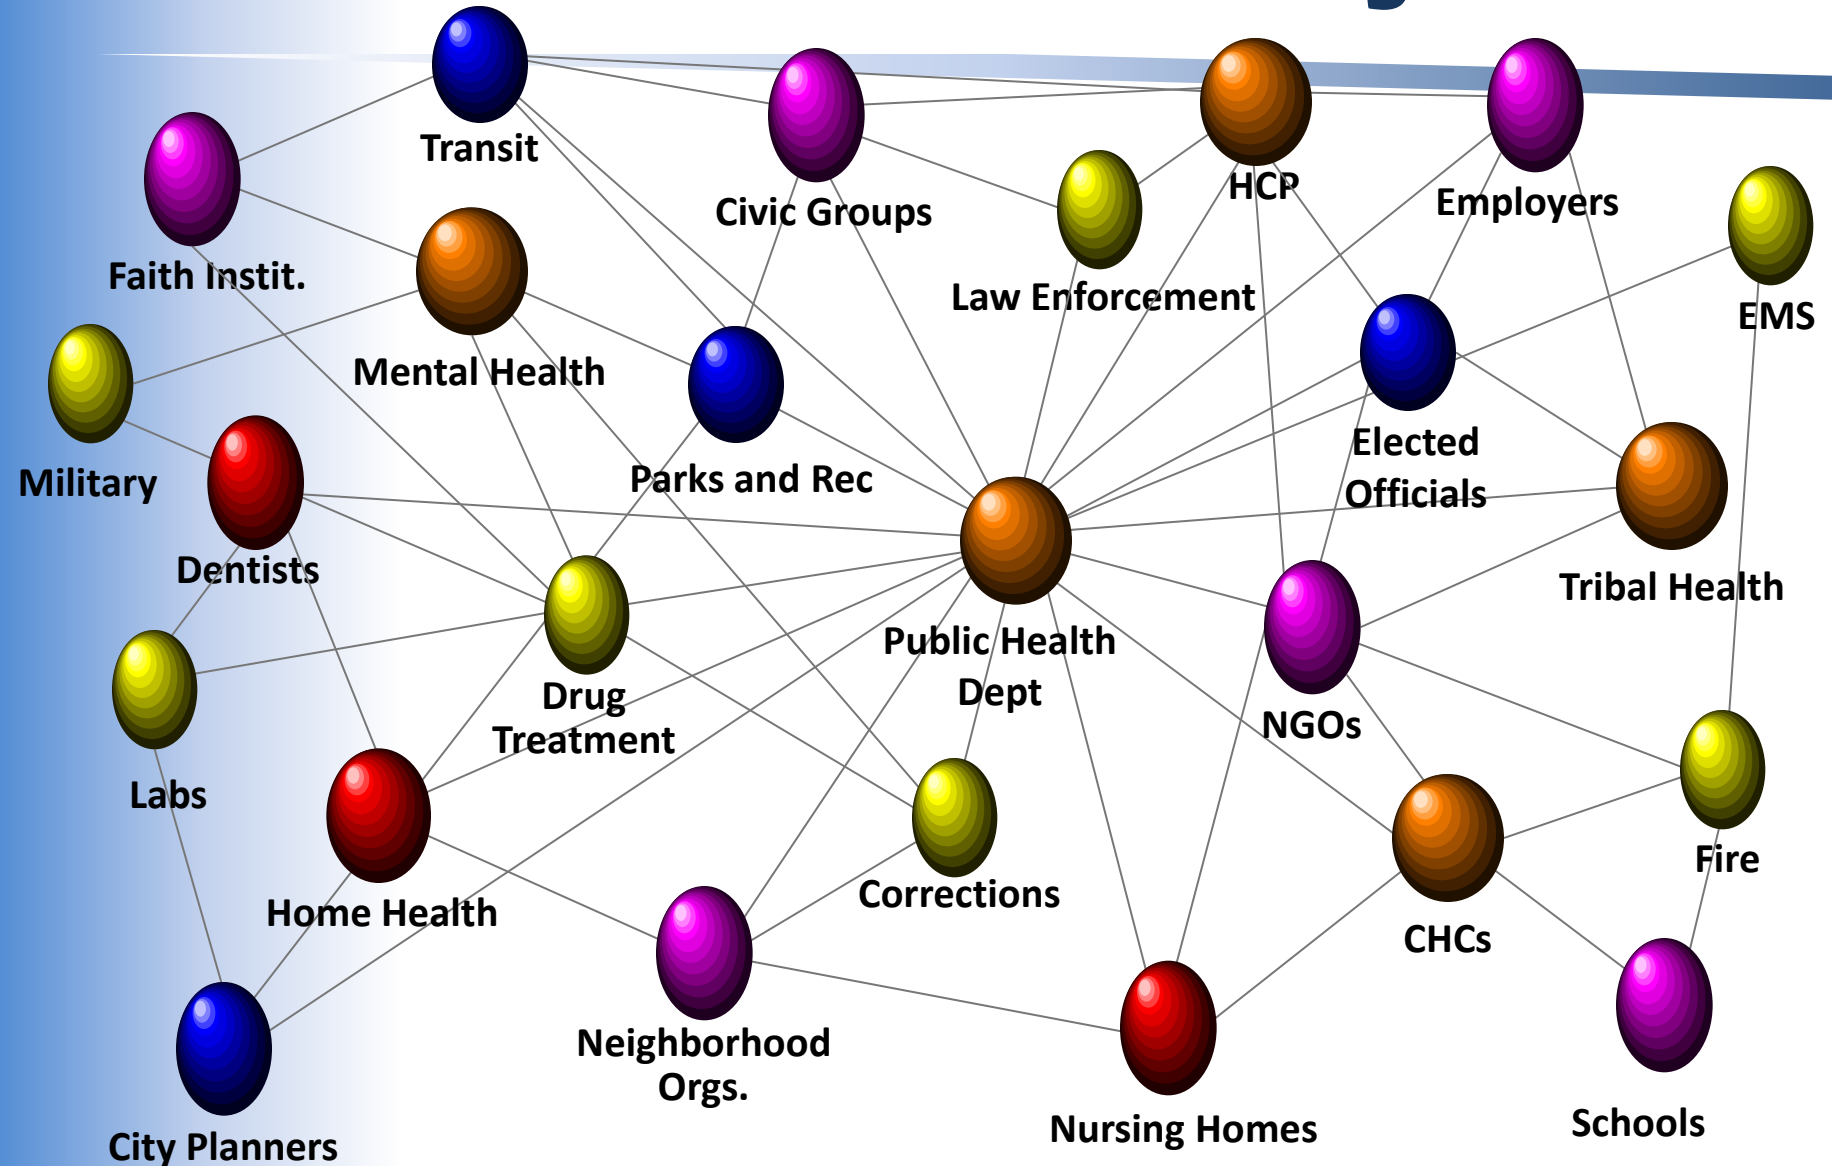 Transit
Civic Groups
HCP
Employers
Faith Instit.
Mental Health
Law Enforcement
EMS
Military
Parks and Rec
Elected
Officials
Dentists
Tribal Health
Public Health
Dept
Drug
Treatment
NGOs
Labs
Home Health
Corrections
Fire
CHCs
Neighborhood
Orgs.
Nursing Homes
Schools
City Planners